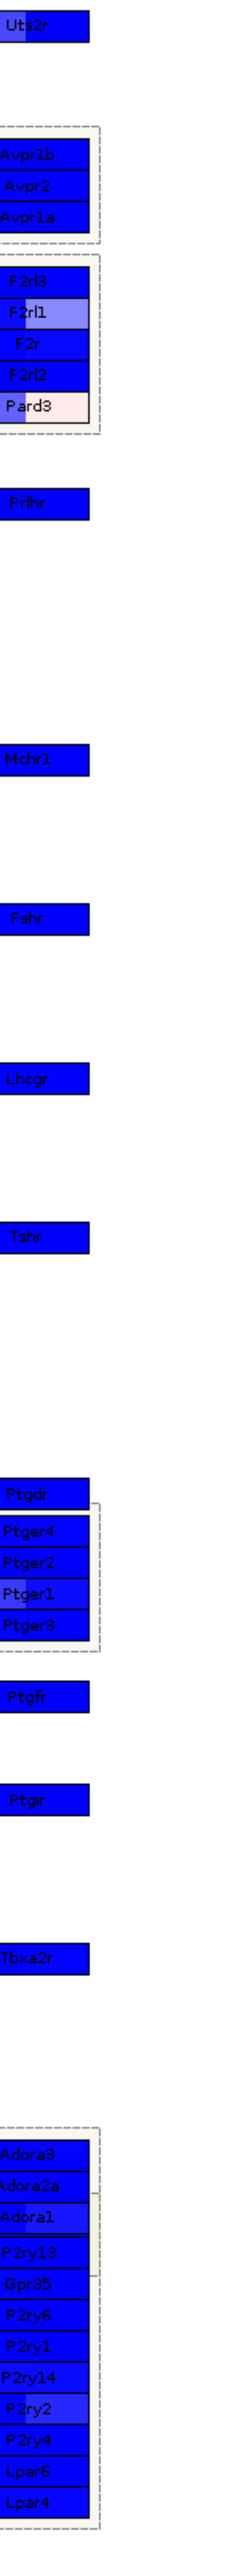 Uts2r
Avpr1b
Avpr2
Avpr1a
F2rl3
F2rl1
F2r
F2rl2
Pard3
Prlhr
Mchr1
Fshr
Lhcgr
Tshr
Ptgdr
Ptger4
Ptger2
Ptger1
Ptger3
Ptgfr
Ptgir
Tbxa2r
Adora3
Adora2a
Adora1
P2ry13
Gpr35
P2ry6
P2ry1
P2ry14
P2ry2
P2ry4
Lpar6
Lpar4